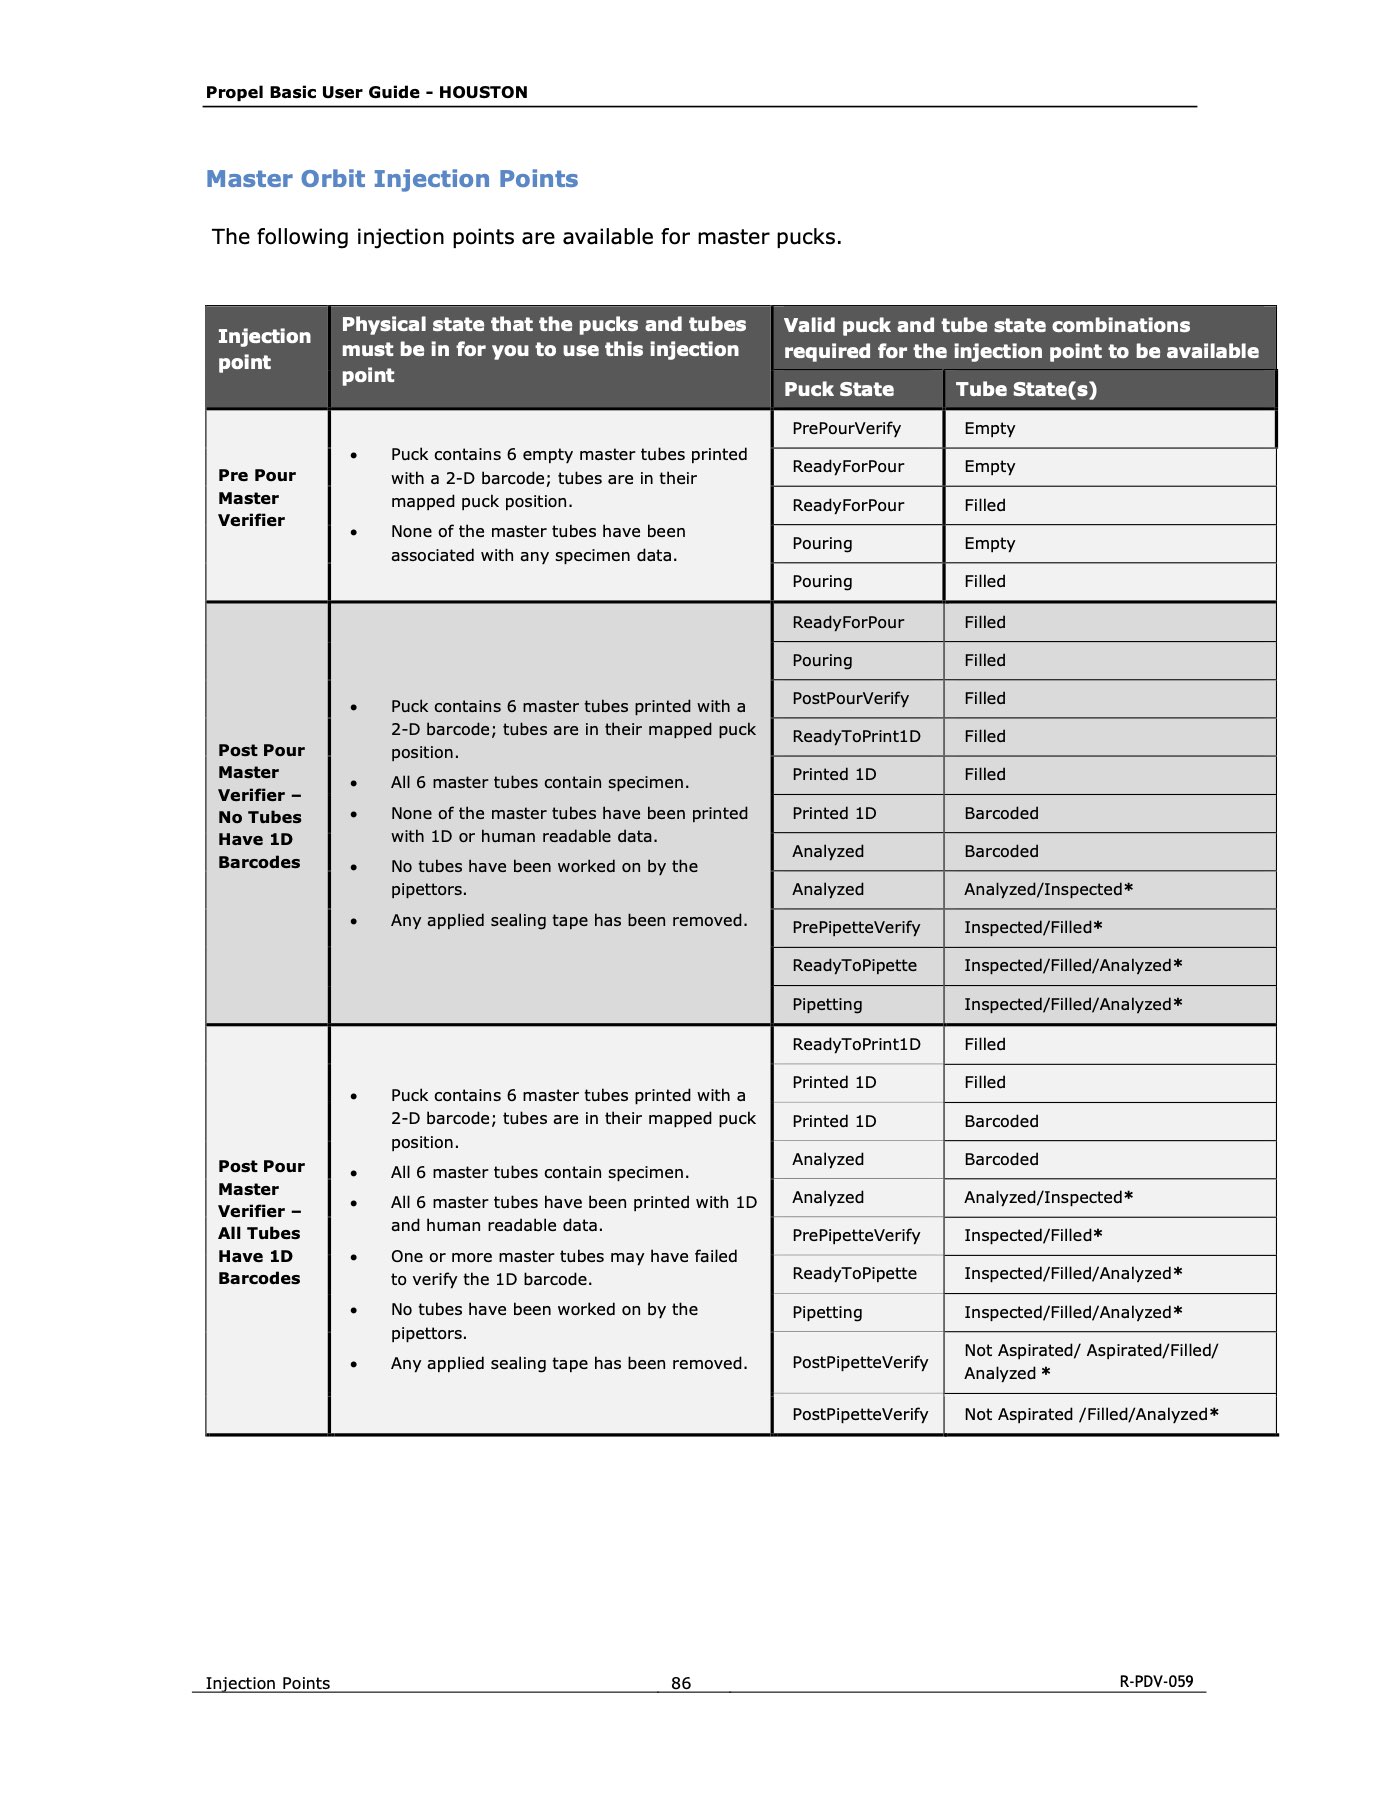 Propel Basic User Guide - HOUSTON
Master Orbit Injection Points
The following injection points are available for master pucks.
Injection
point
Physical state that the pucks and tubes
must be in for you to use this injection
point
Valid puck and tube state combinations
required for the injection point to be available
Puck State
Tube State(s)
Pre Pour
Master
Verifier
• Puck contains 6 empty master tubes printed
with a 2-D barcode; tubes are in their
mapped puck position.
• None of the master tubes have been
associated with any specimen data.
PrePourVerify
Empty
ReadyForPour
Empty
ReadyForPour
Filled
Pouring
Empty
Pouring
Filled
Post Pour
Master
Verifier –
No Tubes
Have 1D
Barcodes
• Puck contains 6 master tubes printed with a
2-D barcode; tubes are in their mapped puck
position.
• All 6 master tubes contain specimen.
• None of the master tubes have been printed
with 1D or human readable data.
• No tubes have been worked on by the
pipettors.
• Any applied sealing tape has been removed.
ReadyForPour
Filled
Pouring
Filled
PostPourVerify
Filled
ReadyToPrint1D
Filled
Printed 1D
Filled
Printed 1D
Barcoded
Analyzed
Barcoded
Analyzed
Analyzed/Inspected*
PrePipetteVerify
Inspected/Filled*
ReadyToPipette
Inspected/Filled/Analyzed*
Pipetting
Inspected/Filled/Analyzed*
Post Pour
Master
Verifier –
All Tubes
Have 1D
Barcodes
• Puck contains 6 master tubes printed with a
2-D barcode; tubes are in their mapped puck
position.
• All 6 master tubes contain specimen.
• All 6 master tubes have been printed with 1D
and human readable data.
• One or more master tubes may have failed
to verify the 1D barcode.
• No tubes have been worked on by the
pipettors.
• Any applied sealing tape has been removed.
ReadyToPrint1D
Filled
Printed 1D
Filled
Printed 1D
Barcoded
Analyzed
Barcoded
Analyzed
Analyzed/Inspected*
PrePipetteVerify
Inspected/Filled*
ReadyToPipette
Inspected/Filled/Analyzed*
Pipetting
Inspected/Filled/Analyzed*
PostPipetteVerify
Not Aspirated/ Aspirated/Filled/
Analyzed *
PostPipetteVerify
Not Aspirated /Filled/Analyzed*
Injection Points
86
R-PDV-059